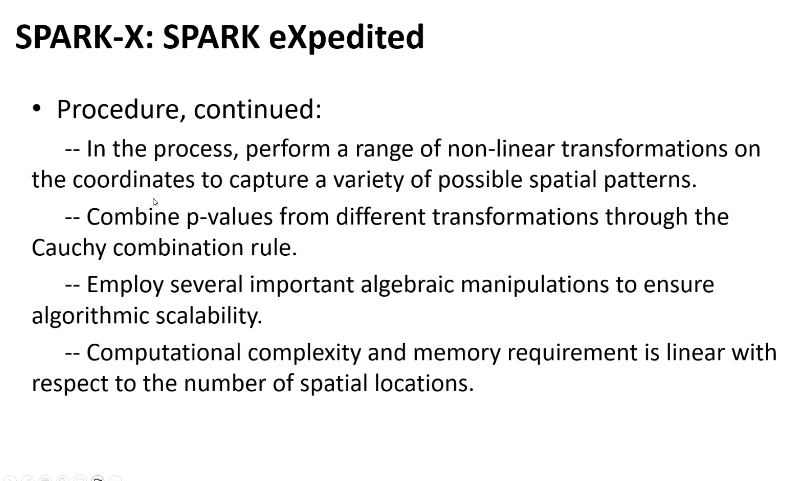 SPARK-X: SPARK eXpedited
• Procedure, continued:
-- In the process, perform a range of non-linear transformations on
the coordinates to capture a variety of possible spatial patterns.
-- Combine p-values from different transformations through the
Cauchy combination rule.
-- Employ several important algebraic manipulations to ensure
algorithmic scalability.
-- Computational complexity and memory requirement is linear with
respect to the number of spatial locations.